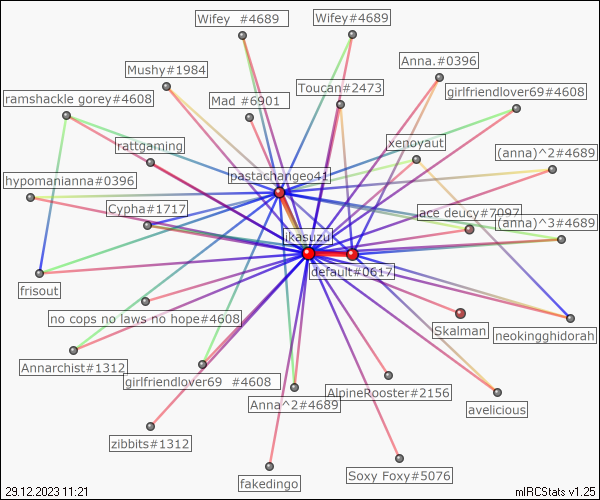 Wifey #4689
Wifey#4689
Mushy#1984
Anna.#0396
Toucan#2473
girlfriendlover69#4608
ramshackle gorey#4608
Mad #6901
rattgaming
xenoyaut
(anna)^2#4689
hypomanianna#0396
pastachangeo41
Cypha#1717
ace deucy#7097
(anna)^3#4689
ikasuzu
default#0617
frisout
no cops no laws no hope#4608
Skalman
neokingghidorah
Annarchist#1312
girlfriendlover69 #4608
Anna^2#4689
AlpineRooster#2156
avelicious
zibbits#1312
fakedingo
Soxy Foxy#5076
29.12.2023 11:21
mIRCStats v1.25